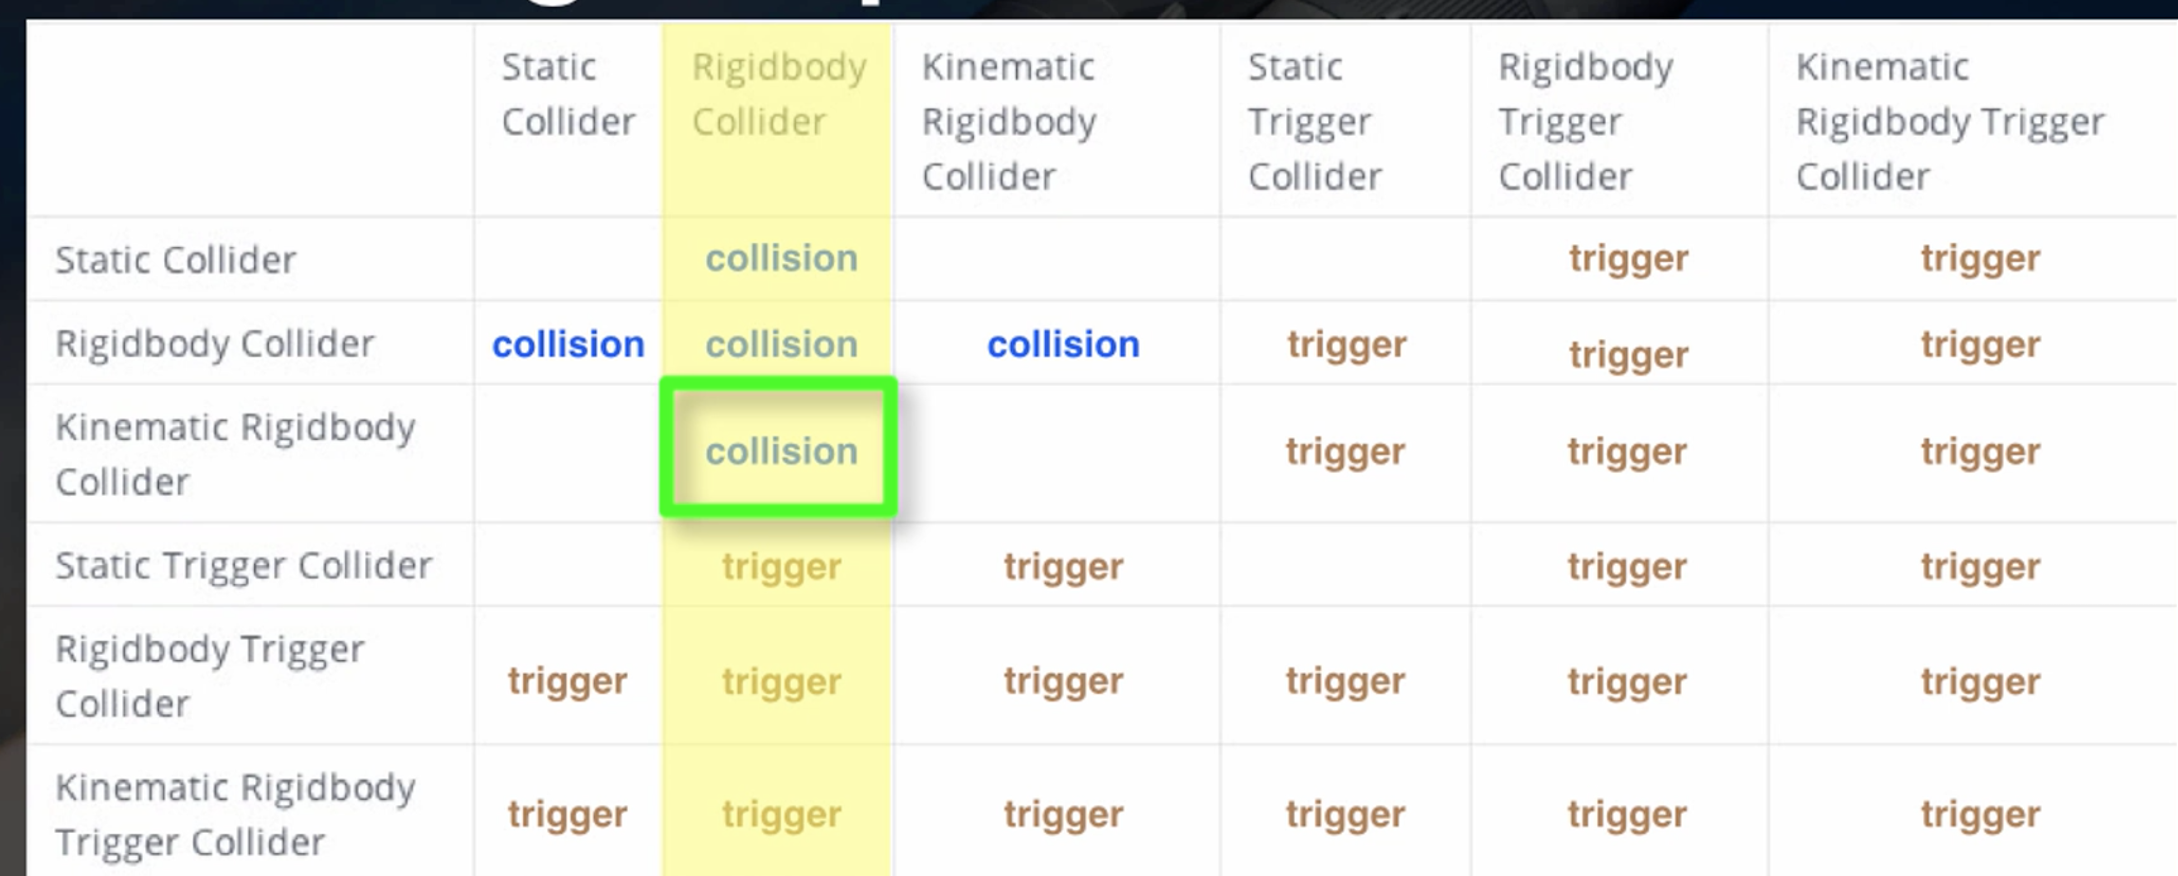 Static Collider
Rigidbody Collider
Kinematic Rigidbody Collider
Static Trigger Collider
Rigidbody Trigger Collider
Kinematic Rigidbody Trigger Collider
Static Collider collision trigger trigger
Rigidbody Collider collision collision collision trigger trigger trigger
Kinematic Rigidbody Collider collision trigger trigger trigger
Static Trigger Collider trigger trigger trigger trigger
Rigidbody Trigger Collider trigger trigger trigger trigger trigger trigger
Kinematic Rigidbody Trigger Collider trigger trigger trigger trigger trigger trigger